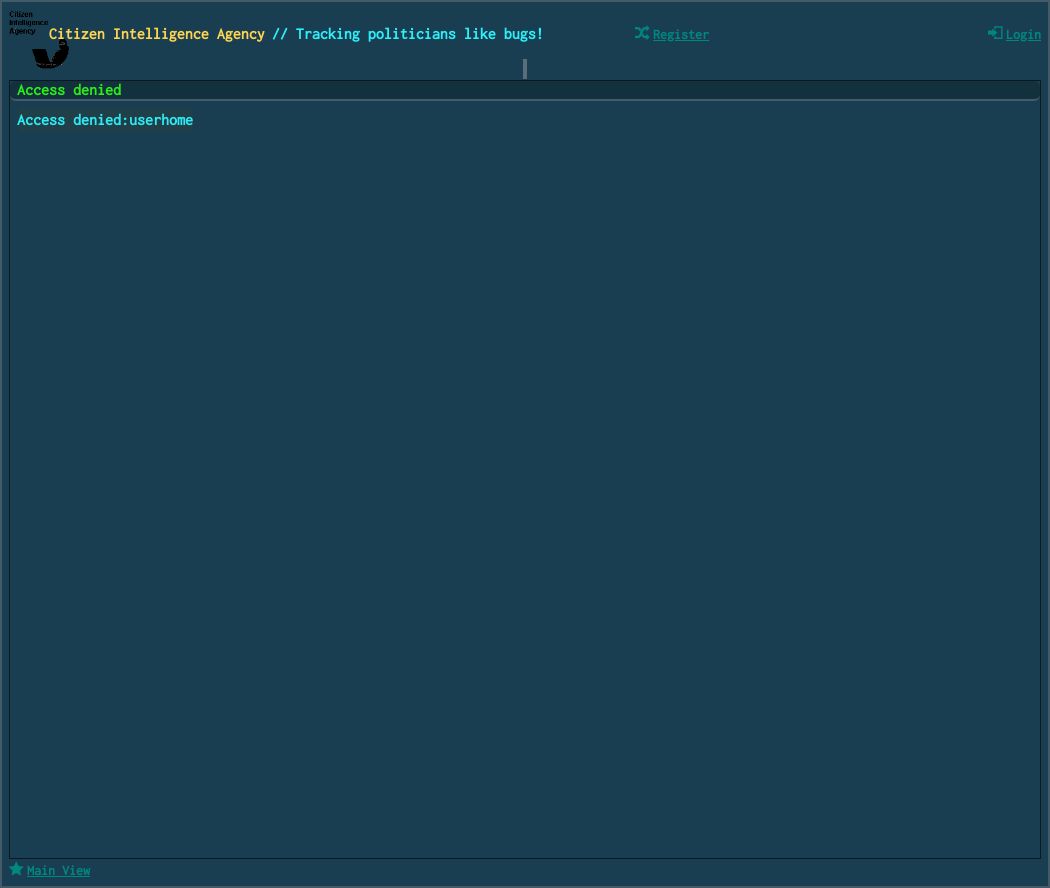 Citizen
Intelligence
Agency
Citizen Intelligence Agency // Tracking politicians like bugs!
Register
Login
Access denied
Access denied:userhome
Main View